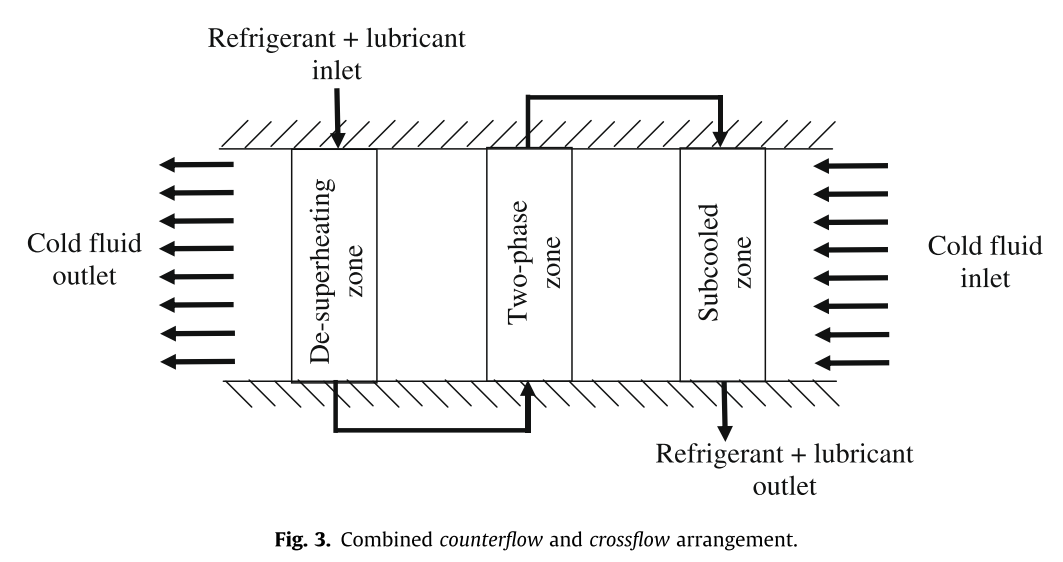 Refrigerant + lubricant
inlet
De-superheating
zone
Two-phase
zone
Subcooled
zone
Cold fluid
outlet
Cold fluid
inlet
Refrigerant + lubricant
outlet
Fig. 3. Combined counterflow and crossflow arrangement.